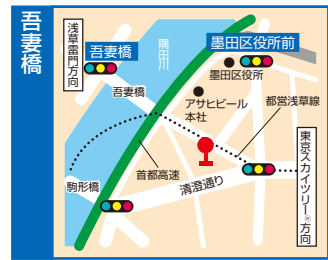 吾妻橋
浅草雷門方向
吾妻橋
隅田川
墨田区役所前
墨田区役所
吾妻橋
アサヒビール
本社
都営浅草線
東京スカイツリー®方向
首都高速
清澄通り
駒形橋